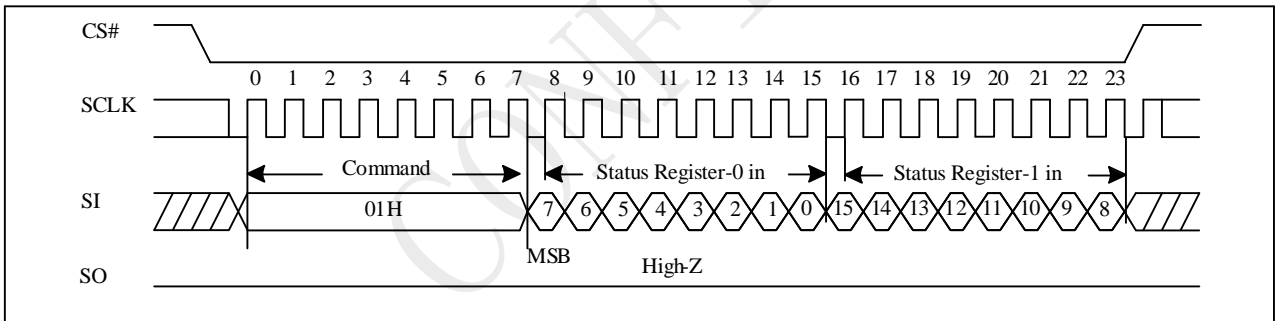 CS#
0 1 2 3 4 5 6 7 8 9 10 11 12 13 14 15 16 17 18 19 20 21 22 23
SCLK
Command Status Register-0 in Status Register-1 in
SI
01H 7 6 5 4 3 2 1 0 15 14 13 12 11 10 9 8
MSB High-Z
SO